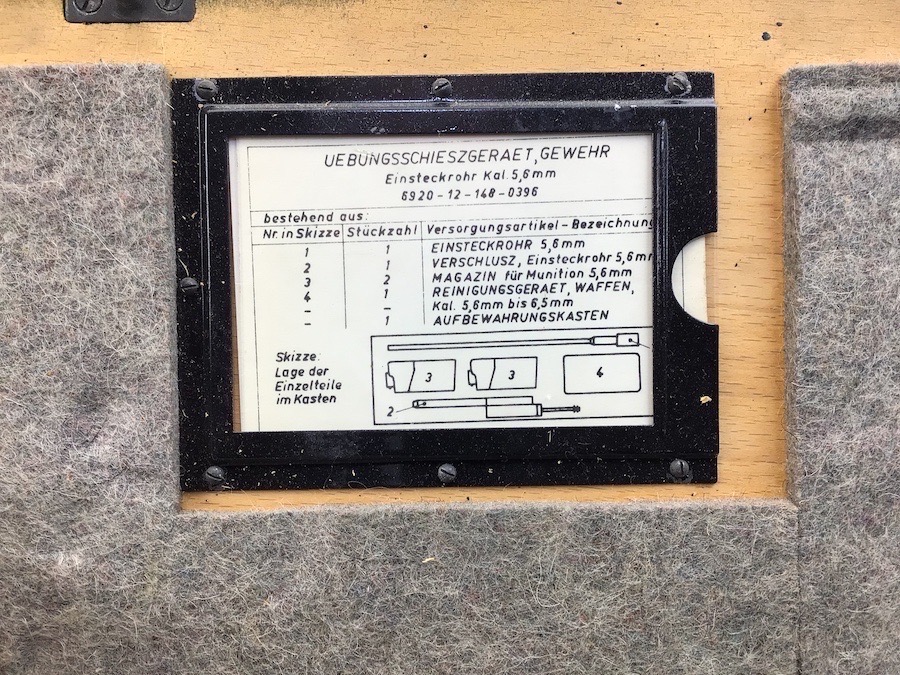 UEBUNGSSCHIESZGERAET, GEWEHR
Einsteckrohr Kal. 5,6mm
6920-12-148-0396
bestehend aus:
Nr. in Skizze Stückzahl Versorgungsartikel-Bezeichnung
1 1 EINSTECKROHR 5,6mm
2 1 VERSCHLUSZ, Einsteckrohr 5,6mm
3 2 MAGAZIN für Munition 5,6mm
4 1 REINIGUNGSGERAET, WAFFEN,
– – Kal. 5,6mm bis 6,5mm
– 1 AUFBEWAHRUNGSKASTEN
Skizze:
Lage der
Einzelteile
im Kasten
3 3 4
2
1